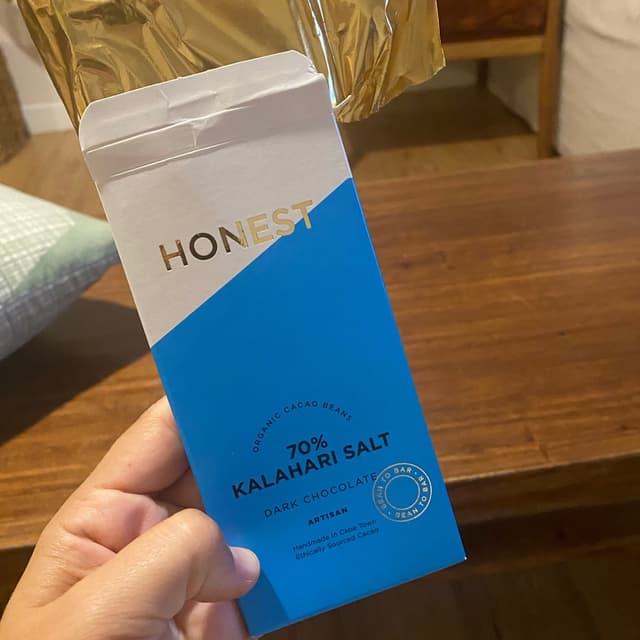 HONEST
ORGANIC CACAO BEANS
70%
KALAHARI SALT
DARK CHOCOLATE
ARTISAN
Handmade in Cape Town
Ethically Sourced Cacao
BEAN TO BAR • BEAN TO BAR •